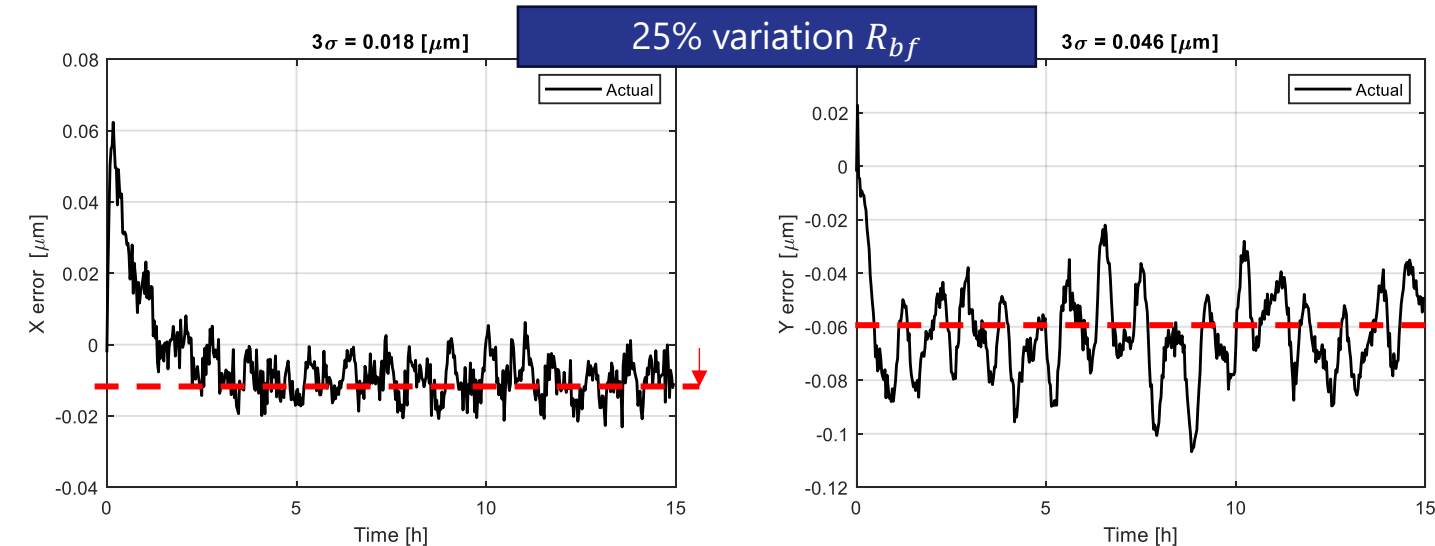 25% variation R_{bf}
3σ = 0.018 [μm]
Actual
0.08
0.06
0.04
0.02
0
-0.02
-0.04
X error [μm]
0
5
10
15
Time [h]
3σ = 0.046 [μm]
Actual
0.02
0
-0.02
-0.04
-0.06
-0.08
-0.1
-0.12
Y error [μm]
0
5
10
15
Time [h]